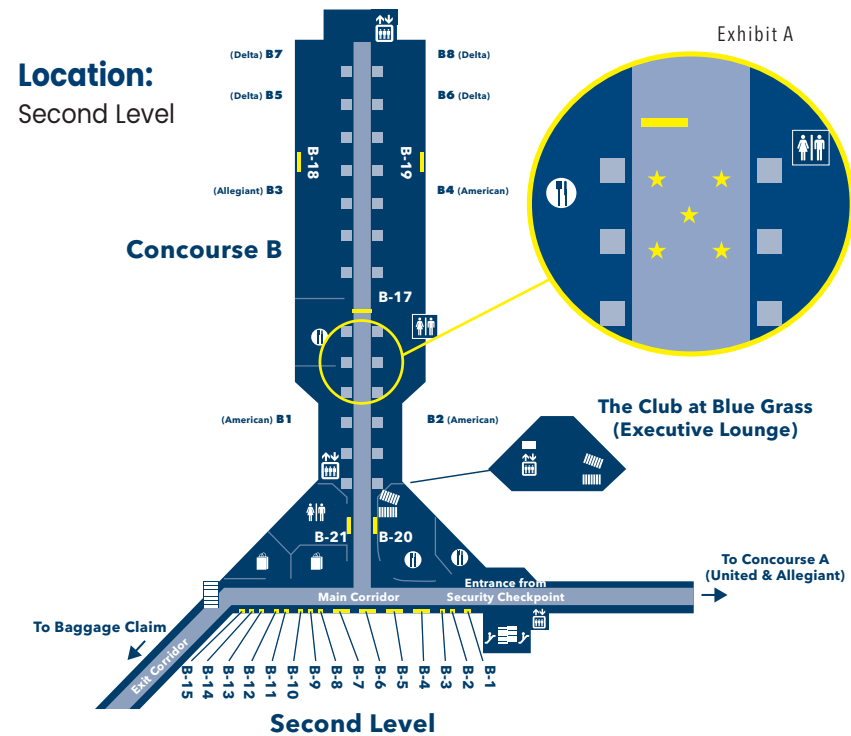 Exhibit A
Location:
Second Level
(Delta) B7
B8 (Delta)
(Delta) B5
B6 (Delta)
B-18
B-19
(Allegiant) B3
B4 (American)
Concourse B
B-17
(American) B1
B2 (American)
The Club at Blue Grass
(Executive Lounge)
B-21
B-20
To Concourse A
(United & Allegiant)
Entrance from
Security Checkpoint
Main Corridor
To Baggage Claim
Exit Corridor
B-15
B-14
B-13
B-12
B-11
B-10
B-9
B-8
B-7
B-6
B-5
B-4
B-3
B-2
B-1
Second Level